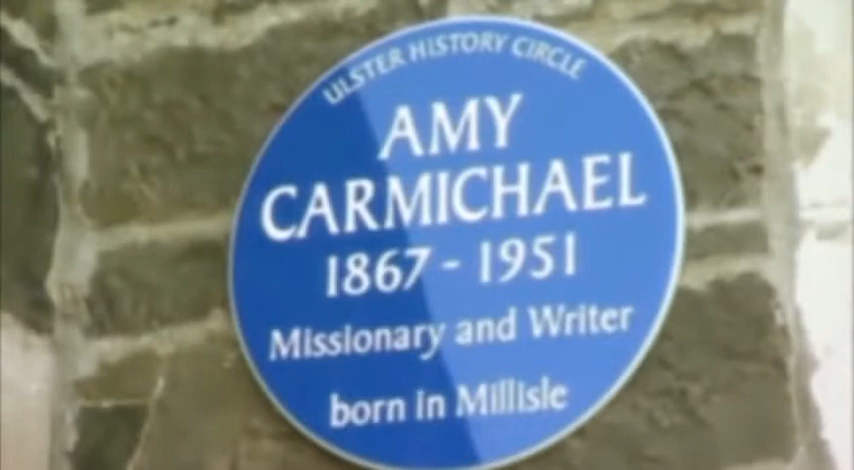 ULSTER HISTORY CIRCLE
AMY
CARMICHAEL
1867 - 1951
Missionary and Writer
born in Millisle